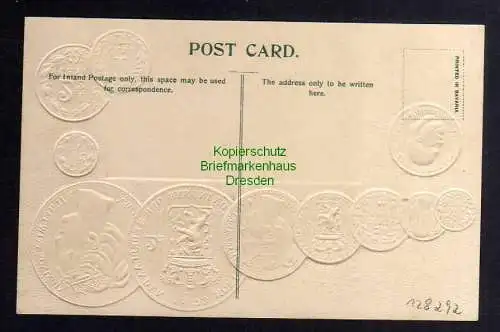 POST CARD.
For Inland Postage only, this space may be used
for correspondence.
The address only to be written
here.
PRINTED IN BAVARIA
Kopierschutz
Briefmarkenhaus
Dresden
128292